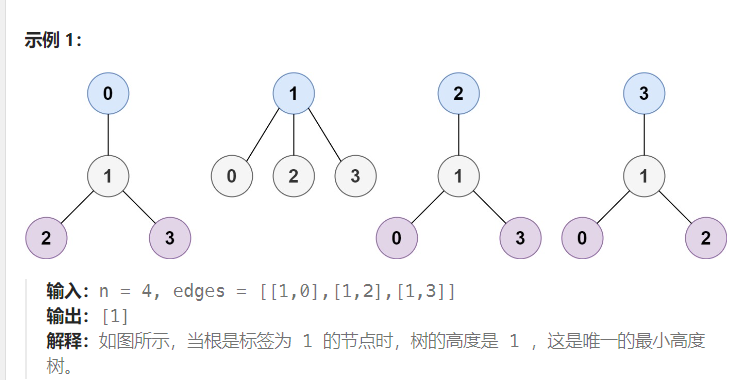 示例 1：
0 1 2 3
1 0 2 3 1 1
2 3 0 3 0 2
输入：n = 4, edges = [[1,0],[1,2],[1,3]]
输出：[1]
解释：如图所示，当根是标签为 1 的节点时，树的高度是 1 ，这是唯一的最小高度
树。